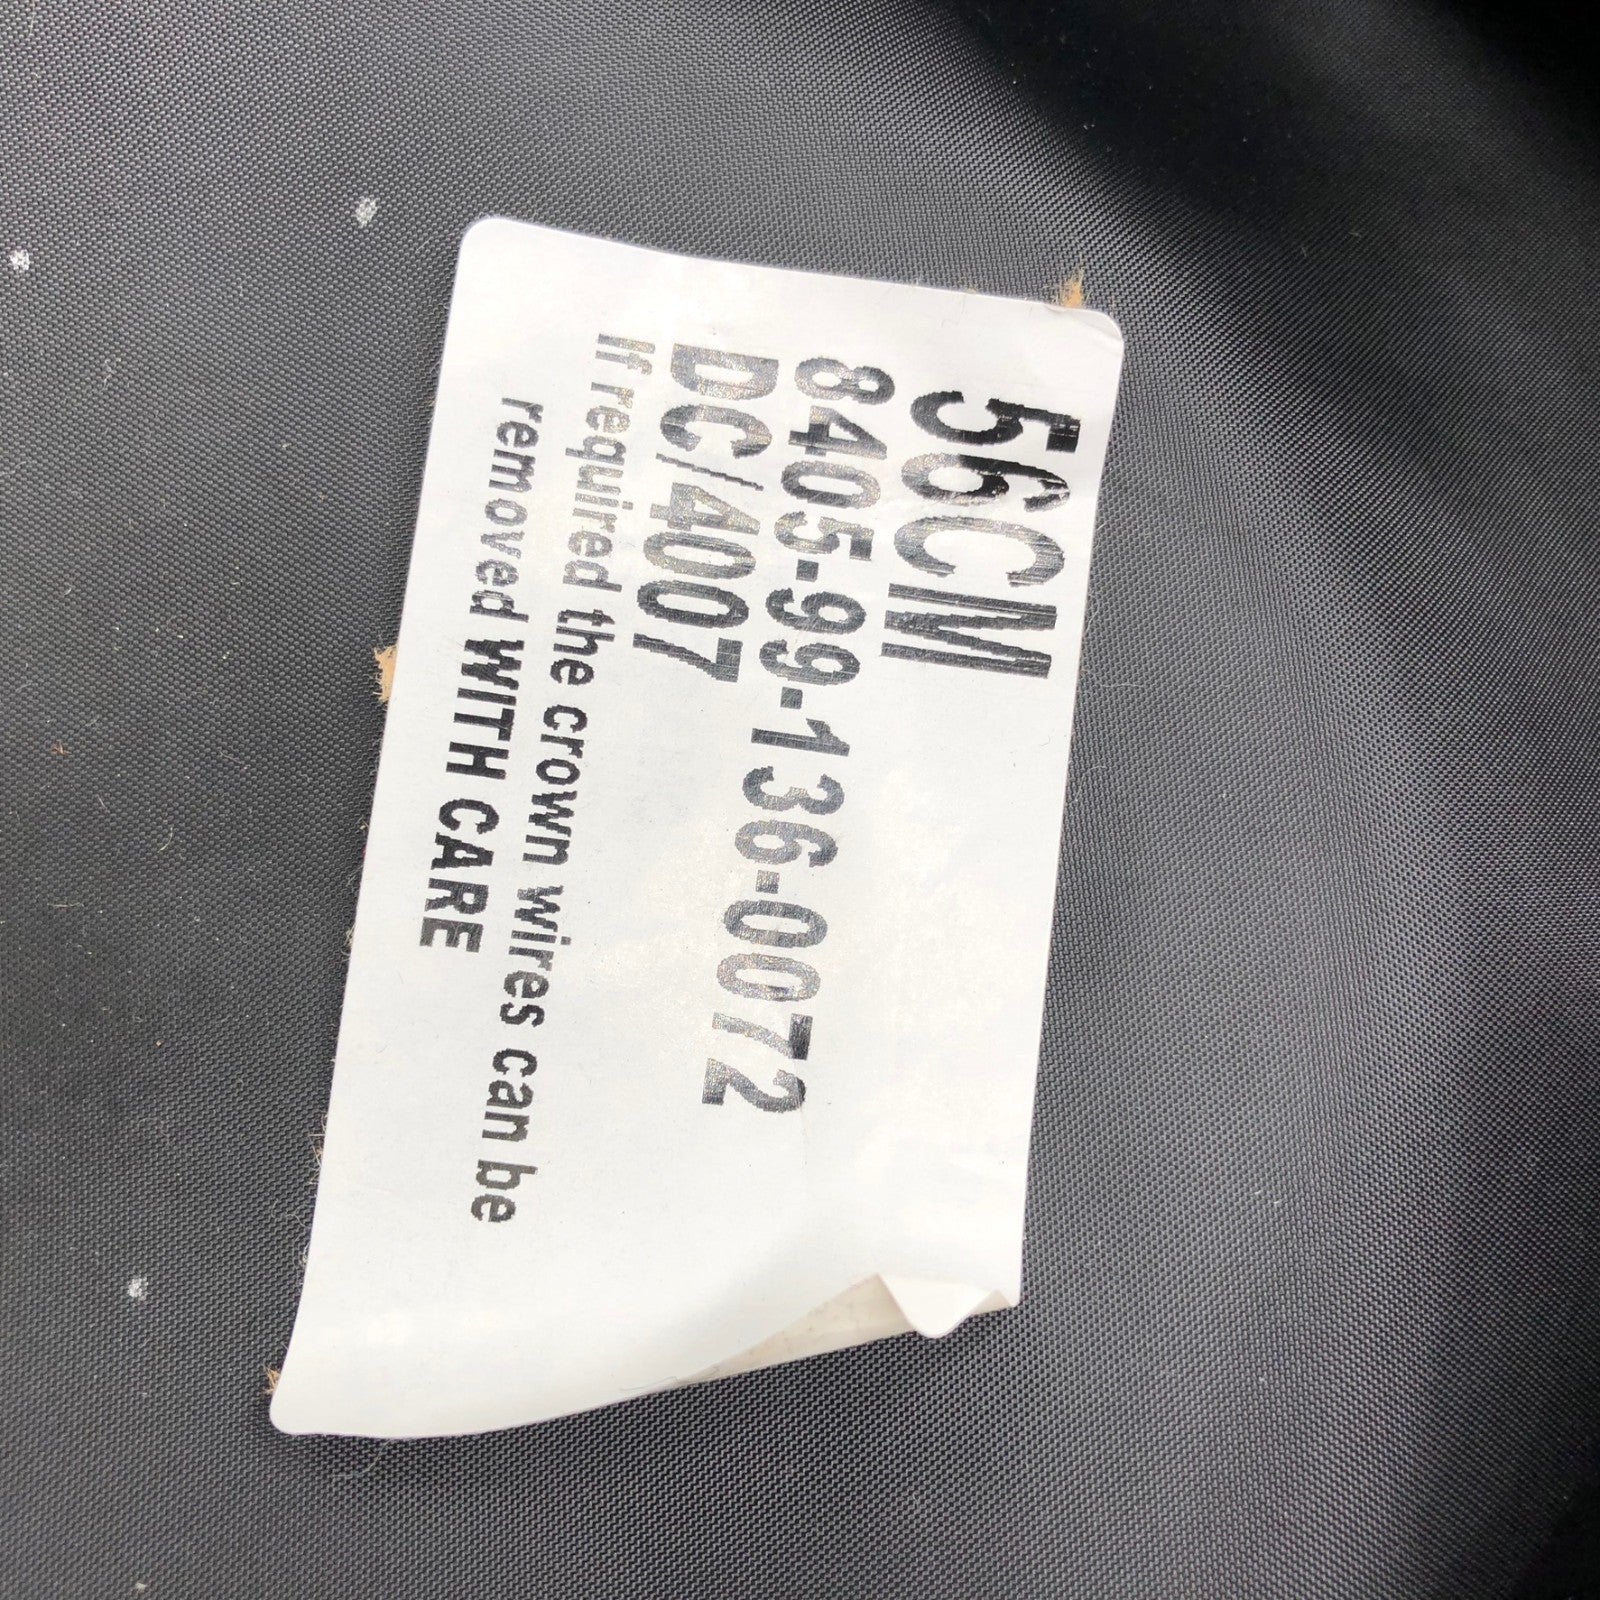 56CM
8405-99-136-0072
DC/4007
If required the crown wires can be
removed WITH CARE